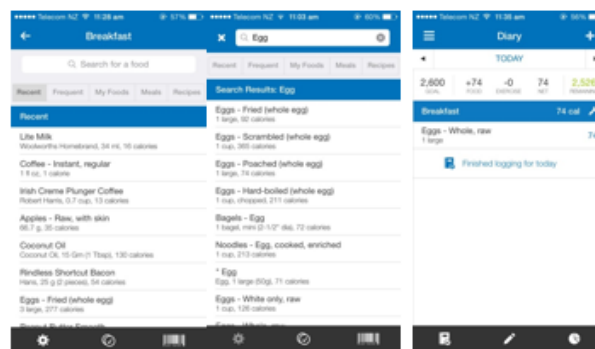 Telecom NZ 11:28 am 57%
Breakfast
Search for a food
Recent Frequent My Foods Meals Recipes
Recent
Lite Milk
Woolworths Homebrand, 34 ml, 16 calories
Coffee - Instant, regular
1 fl oz, 1 calorie
Irish Creme Plunger Coffee
Robert Harris, 0.7 cup, 13 calories
Apples - Raw, with skin
66.7 g, 35 calories
Coconut Oil
Coconut Oil, 15 Gm (1 Tbsp), 130 calories
Rindless Shortcut Bacon
Hans, 25 g (2 pieces), 54 calories
Eggs - Fried (whole egg)
3 large, 277 calories
Telecom NZ 11:03 am 60%
Egg
Recent Frequent My Foods Meals Recipes
Search Results: Egg
Eggs - Fried (whole egg)
1 large, 92 calories
Eggs - Scrambled (whole egg)
1 cup, 365 calories
Eggs - Poached (whole egg)
1 large, 74 calories
Eggs - Hard-boiled (whole egg)
1 cup, chopped, 211 calories
Bagels - Egg
1 bagel, mini (2-1/2" dia), 72 calories
Noodles - Egg, cooked, enriched
1 cup, 213 calories
* Egg
Egg, 1 large (50g), 71 calories
Eggs - White only, raw
1 cup, 126 calories
Telecom NZ 11:35 am 56%
Diary
TODAY
2,600 +74 -0 74 2,526
GOAL FOOD EXERCISE NET
Breakfast 74 cal
Eggs - Whole, raw
1 large
Finished logging for today